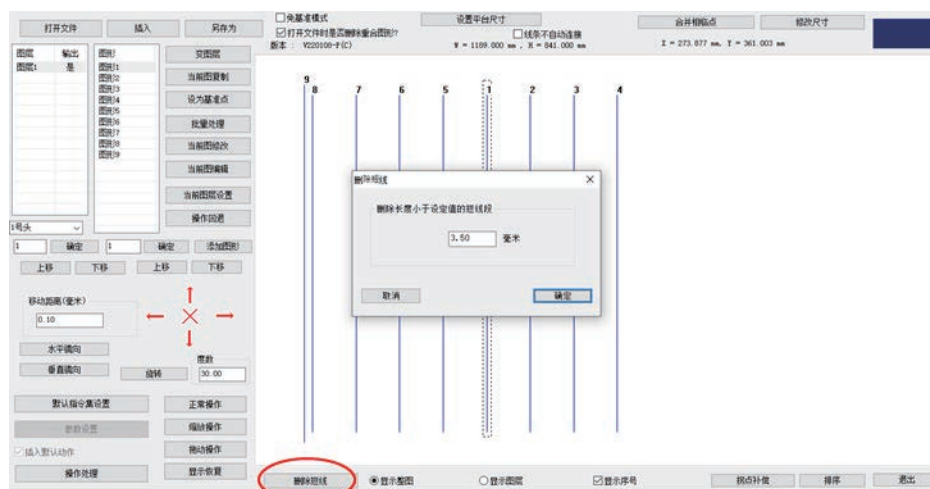 打开文件 插入 另存为
免基准模式
设置平台尺寸
合并相临点 修改尺寸
打开文件时是否删除重合图形?
线条不自动连接
版本 : V220108-F(C)
W = 1189.000 mm , H = 841.000 mm
X = 273.877 mm, Y = 361.003 mm
图层 输出
图层1 是
图形
图形1
图形2
图形3
图形4
图形5
图形6
图形7
图形8
图形9
变图层
当前图复制
设为基准点
批量处理
当前图修改
当前图编辑
当前图层设置
操作回退
1号头
1 确定 1 确定 添加图形
上移 下移 上移 下移
移动距离(毫米)
0.10
水平镜向
垂直镜向
旋转
度数
30.00
默认指令集设置
正常操作
参数设置
缩放操作
插入默认动作
拖动操作
操作处理
显示恢复
9 8 7 6 5 1 2 3 4
删除短线
删除长度小于设定值的短线段
3.50 毫米
取消 确定
删除短线 显示整图 显示图层 显示序号 拐点补偿 排序 退出